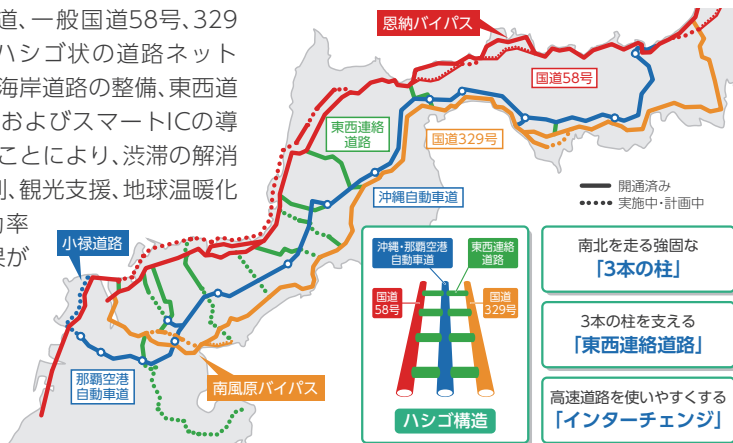 道、一般国道58号、329
ハシゴ状の道路ネット
海岸道路の整備、東西道
およびスマートICの導
ことにより、渋滞の解消
、観光支援、地球温暖化
率
が
恩納バイパス
国道58号
東西連絡
道路
国道329号
沖縄自動車道
開通済み
実施中・計画中
小禄道路
那覇空港
自動車道
南風原バイパス
沖縄・那覇空港
自動車道
東西連絡
道路
国道
58号
国道
329号
ハシゴ構造
南北を走る強固な
「3本の柱」
3本の柱を支える
「東西連絡道路」
高速道路を使いやすくする
「インターチェンジ」